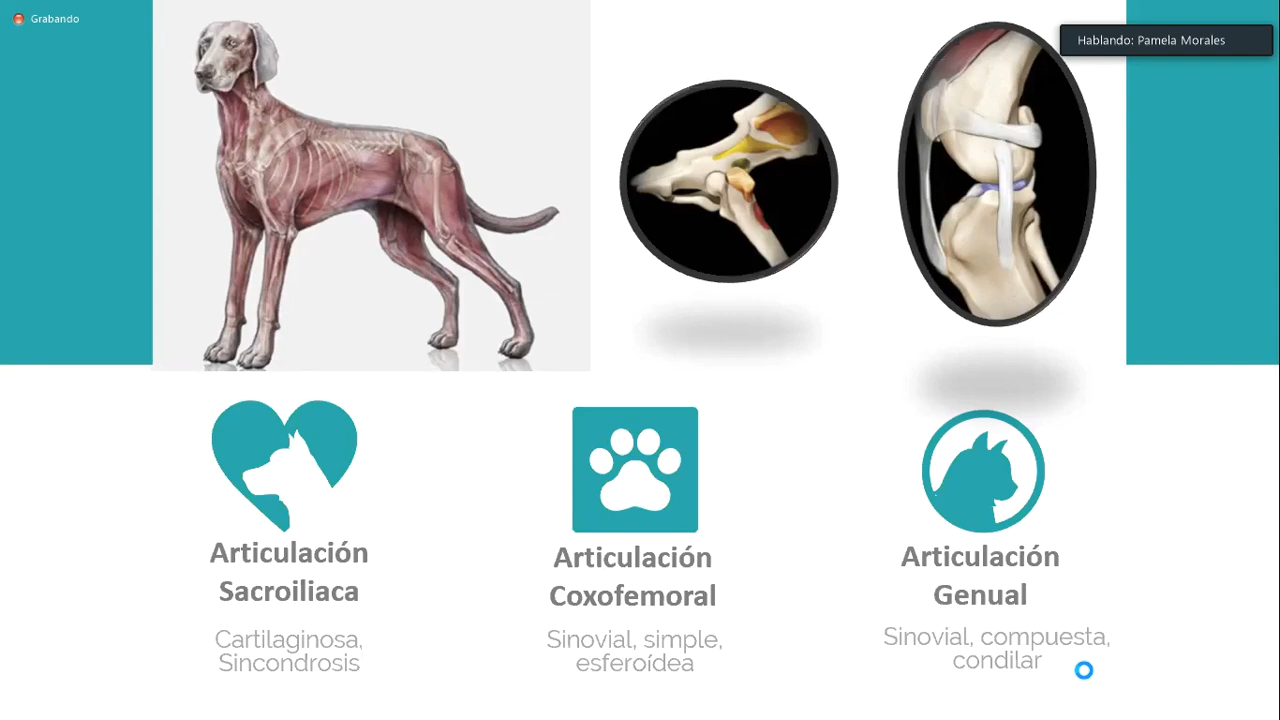 Grabando
Hablando: Pamela Morales
Articulación
Sacroiliaca
Cartilaginosa,
Sincondrosis
Articulación
Coxofemoral
Sinovial, simple,
esferoídea
Articulación
Genual
Sinovial, compuesta,
condilar